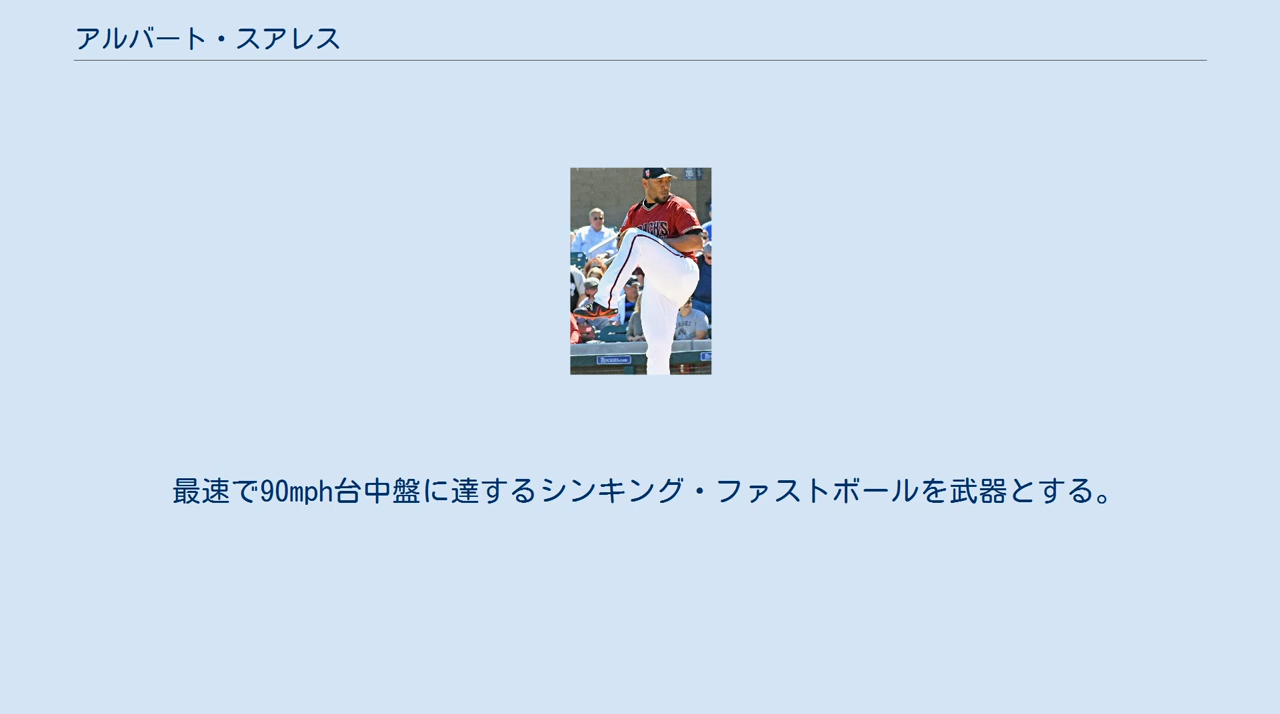 アルバート・スアレス
最速で90mph台中盤に達するシンキング・ファストボールを武器とする。